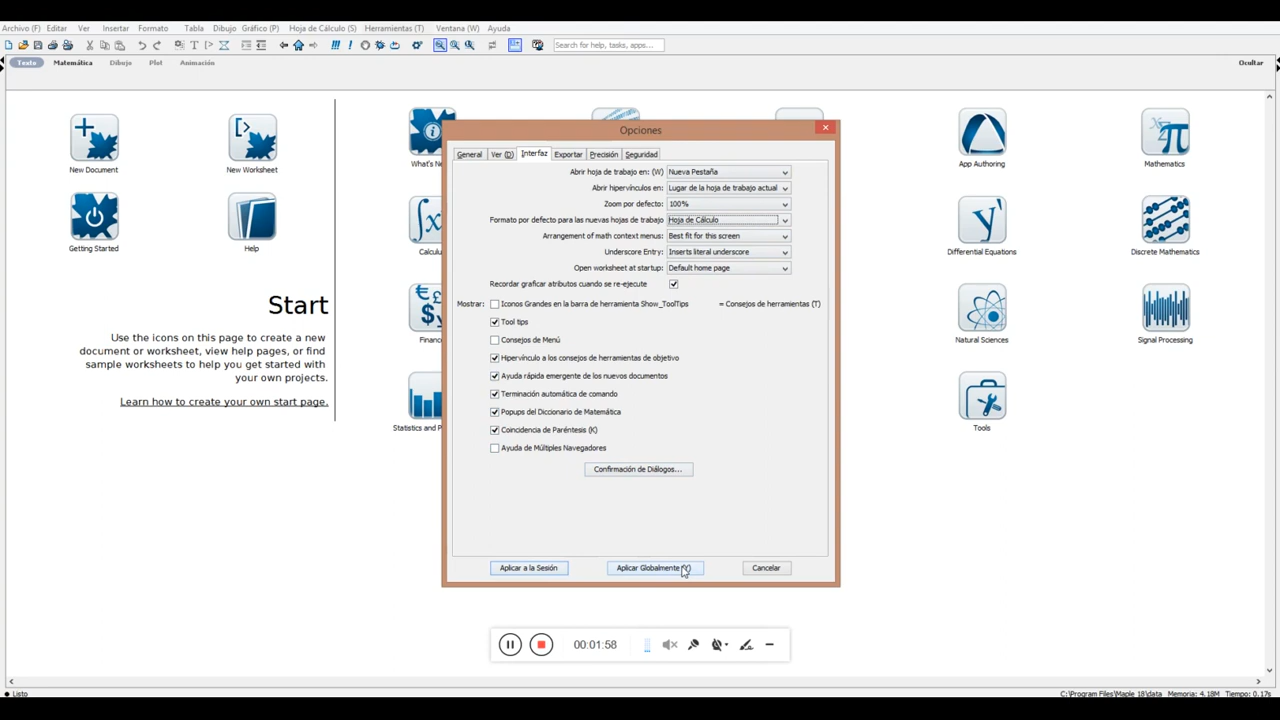 Archivo (F) Editar Ver Insertar Formato Tabla Dibujo Gráfico (P) Hoja de Cálculo (S) Herramientas (T) Ventana (W) Ayuda
Search for help, tasks, apps...
Texto Matemática Dibujo Plot Animación Ocultar
New Document
New Worksheet
Getting Started
Help
Start
Use the icons on this page to create a new
document or worksheet, view help pages, or find
sample worksheets to help you get started with
your own projects.
Learn how to create your own start page.
What's Ne
Calcul
Financ
Statistics and P
Opciones
General Ver (D) Interfaz Exportar Precisión Seguridad
Abrir hoja de trabajo en: (W) Nueva Pestaña
Abrir hipervínculos en: Lugar de la hoja de trabajo actual
Zoom por defecto: 100%
Formato por defecto para las nuevas hojas de trabajo Hoja de Cálculo
Arrangement of math context menus: Best fit for this screen
Underscore Entry: Inserts literal underscore
Open worksheet at startup: Default home page
Recordar graficar atributos cuando se re-ejecute
Mostrar: Iconos Grandes en la barra de herramienta Show_ToolTips = Consejos de herramientas (T)
Tool tips
Consejos de Menú
Hipervínculo a los consejos de herramientas de objetivo
Ayuda rápida emergente de los nuevos documentos
Terminación automática de comando
Popups del Diccionario de Matemática
Coincidencia de Paréntesis (K)
Ayuda de Múltiples Navegadores
Confirmación de Diálogos...
Aplicar a la Sesión Aplicar Globalmente Cancelar
App Authoring
Mathematics
Differential Equations
Discrete Mathematics
Natural Sciences
Signal Processing
Tools
00:01:58
Listo C:\Program Files\Maple 18\data Memoria: 4.18M Tiempo: 0.17s